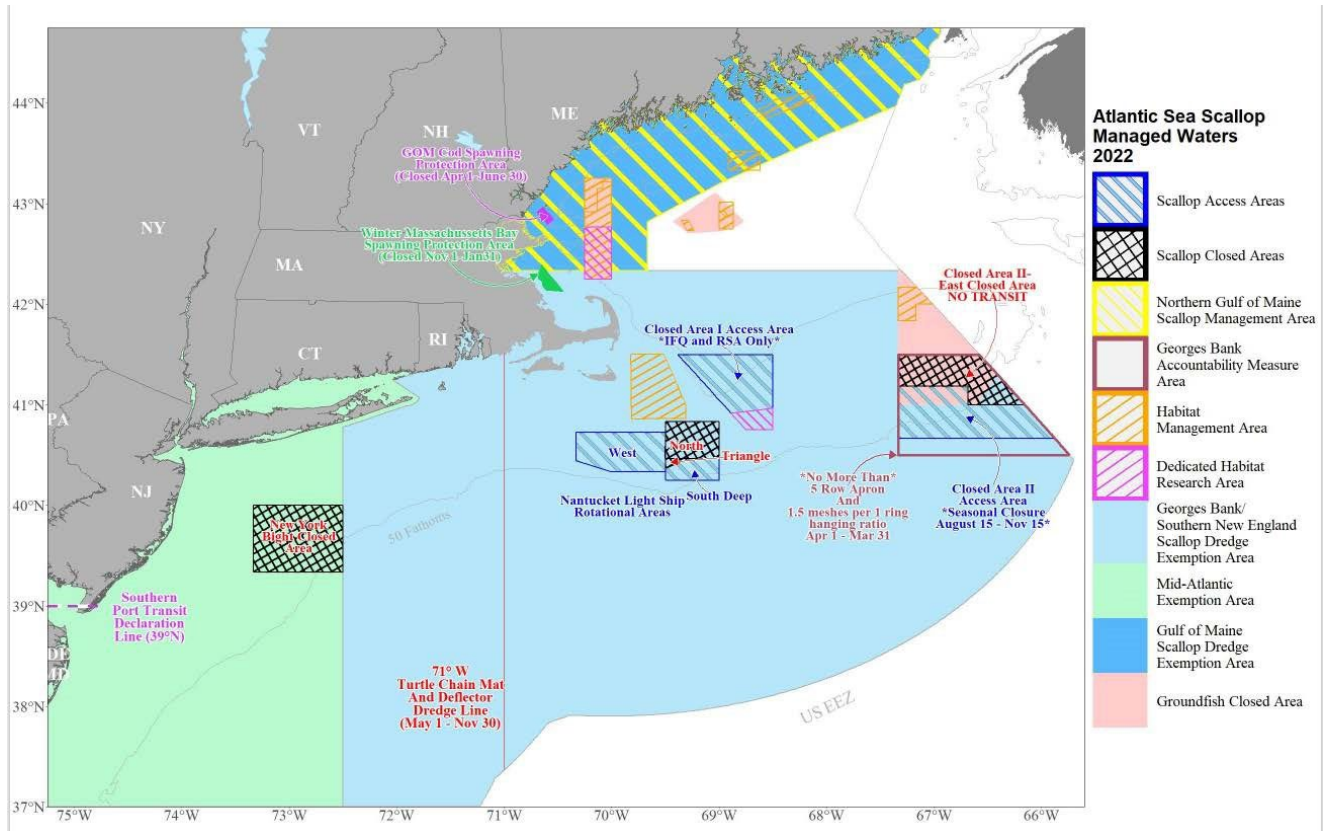 44°N
43°N
42°N
41°N
40°N
39°N
38°N
37°N
75°W
74°W
73°W
72°W
71°W
70°W
69°W
68°W
67°W
66°W
VT
NH
ME
NY
MA
CT
RI
PA
NJ
DE
MD
GOM Cod Spawning
Protection Area
(Closed Apr 1-June 30)
Winter Massachusetts Bay
Spawning Protection Area
(Closed Nov 1-Jan31)
Closed Area I Access Area
*IFQ and RSA Only*
Closed Area II-
East Closed Area
NO TRANSIT
West
North
Triangle
South Deep
Nantucket Light Ship
Rotational Areas
*No More Than*
5 Row Apron
And
1.5 meshes per 1 ring
hanging ratio
Apr 1 - Mar 31
Closed Area II
Access Area
*Seasonal Closure
August 15 - Nov 15*
New York
Bight Closed
Area
50 Fathoms
Southern
Port Transit
Declaration
Line (39°N)
71° W
Turtle Chain Mat
And Deflector
Dredge Line
(May 1 - Nov 30)
US EEZ
Atlantic Sea Scallop
Managed Waters
2022
Scallop Access Areas
Scallop Closed Areas
Northern Gulf of Maine
Scallop Management Area
Georges Bank
Accountability Measure
Area
Habitat
Management Area
Dedicated Habitat
Research Area
Georges Bank/
Southern New England
Scallop Dredge
Exemption Area
Mid-Atlantic
Exemption Area
Gulf of Maine
Scallop Dredge
Exemption Area
Groundfish Closed Area